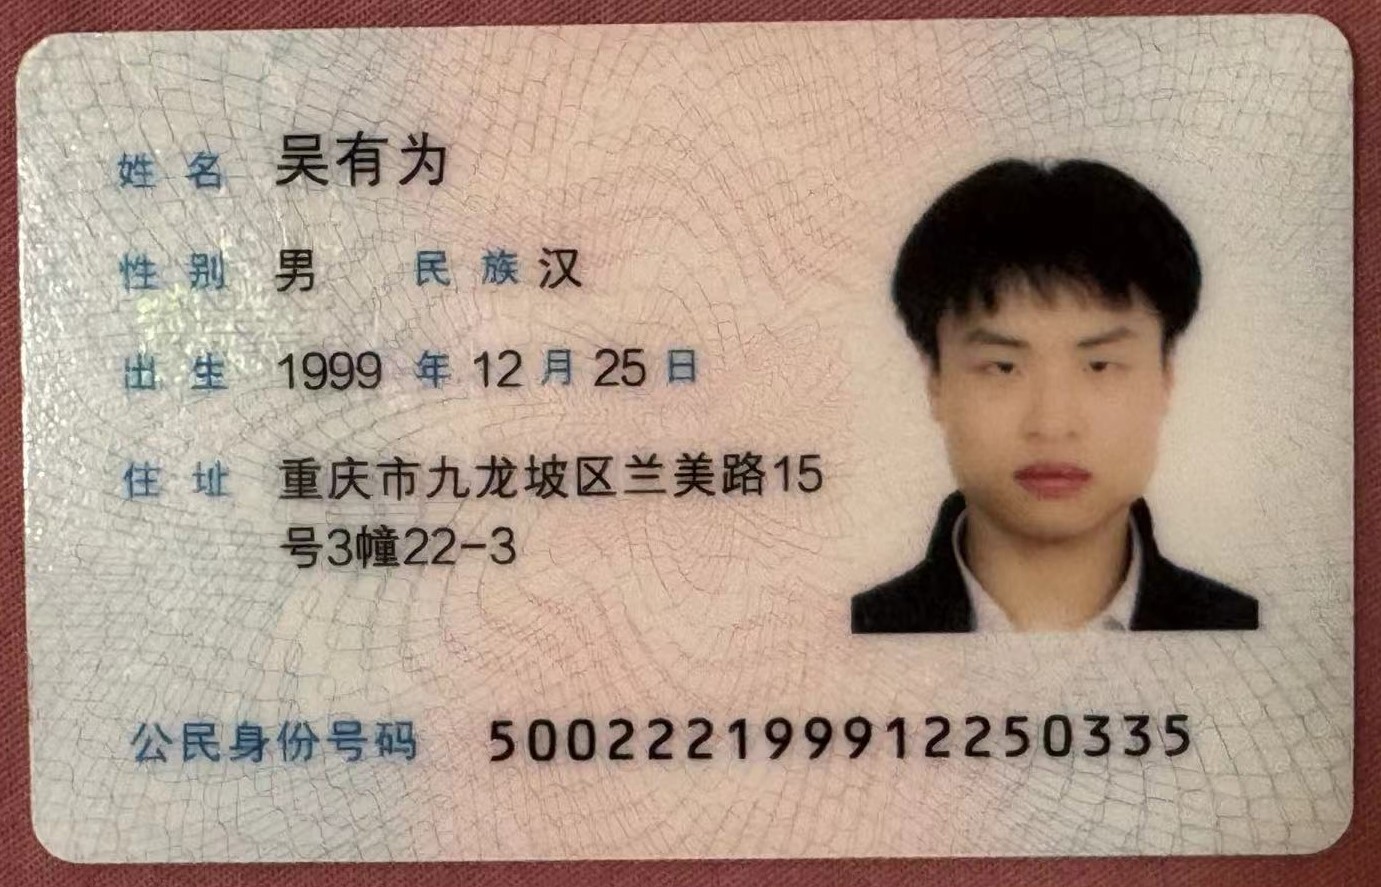 姓名 吴有为
性别 男 民族 汉
出生 1999 年 12 月 25 日
住址 重庆市九龙坡区兰美路15
号3幢22-3
公民身份号码 500222199912250335